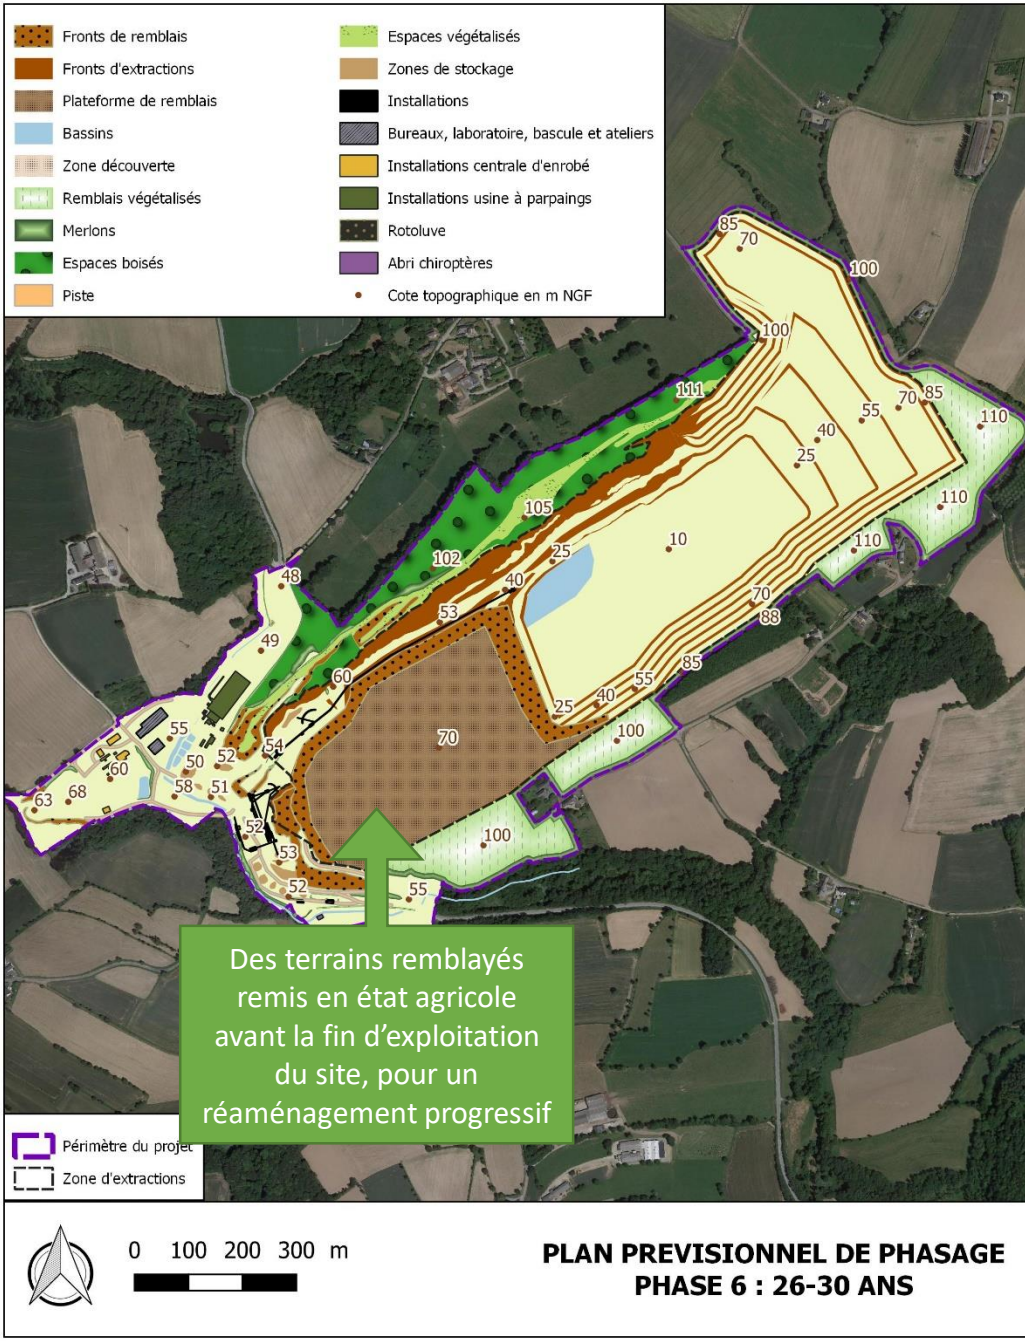 Fronts de remblais
Fronts d'extractions
Plateforme de remblais
Bassins
Zone découverte
Remblais végétalisés
Merlons
Espaces boisés
Piste
Espaces végétalisés
Zones de stockage
Installations
Bureaux, laboratoire, bascule et ateliers
Installations centrale d'enrobé
Installations usine à parpaings
Rotoluve
Abri chiroptères
Cote topographique en m NGF
85
70
100
100
111
70
85
110
55
40
25
110
105
10
110
102
25
40
48
53
70
88
49
60
85
55
40
25
100
70
55
54
52
50
60
58
51
68
63
52
100
53
52
55
Des terrains remblayés
remis en état agricole
avant la fin d’exploitation
du site, pour un
réaménagement progressif
Périmètre du projet
Zone d'extractions
0 100 200 300 m
PLAN PREVISIONNEL DE PHASAGE
PHASE 6 : 26-30 ANS